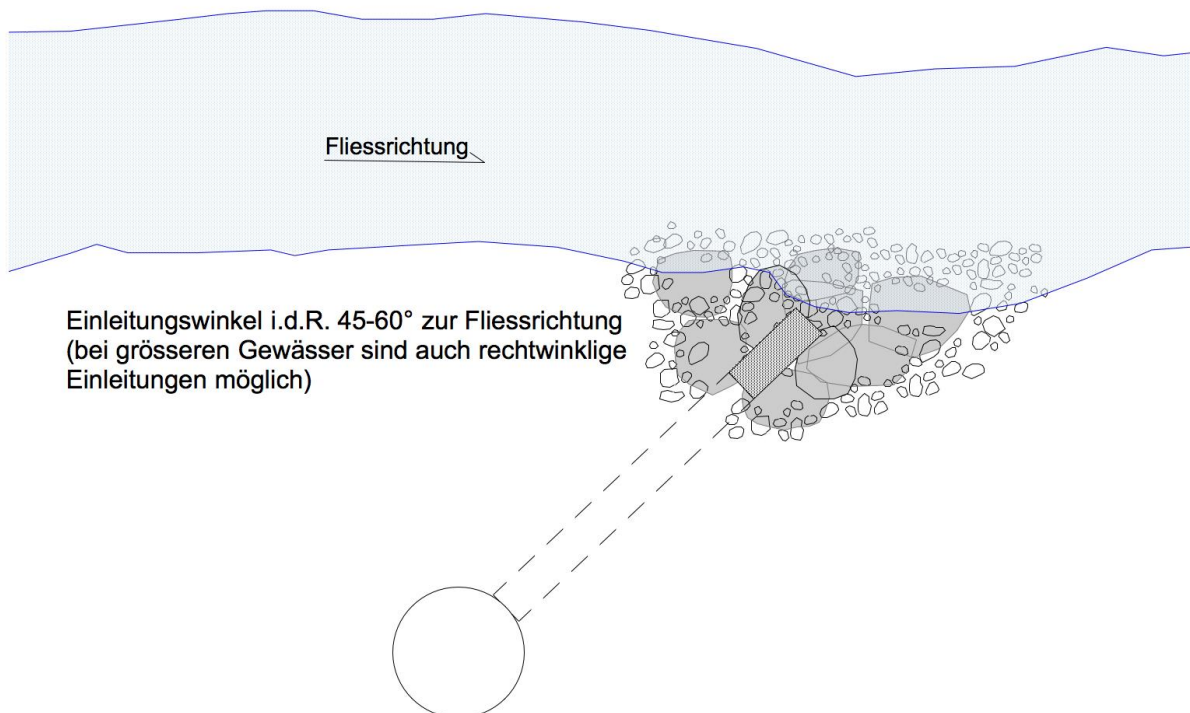 Fliessrichtung
Einleitungswinkel i.d.R. 45-60° zur Fliessrichtung
(bei grösseren Gewässer sind auch rechtwinklige
Einleitungen möglich)